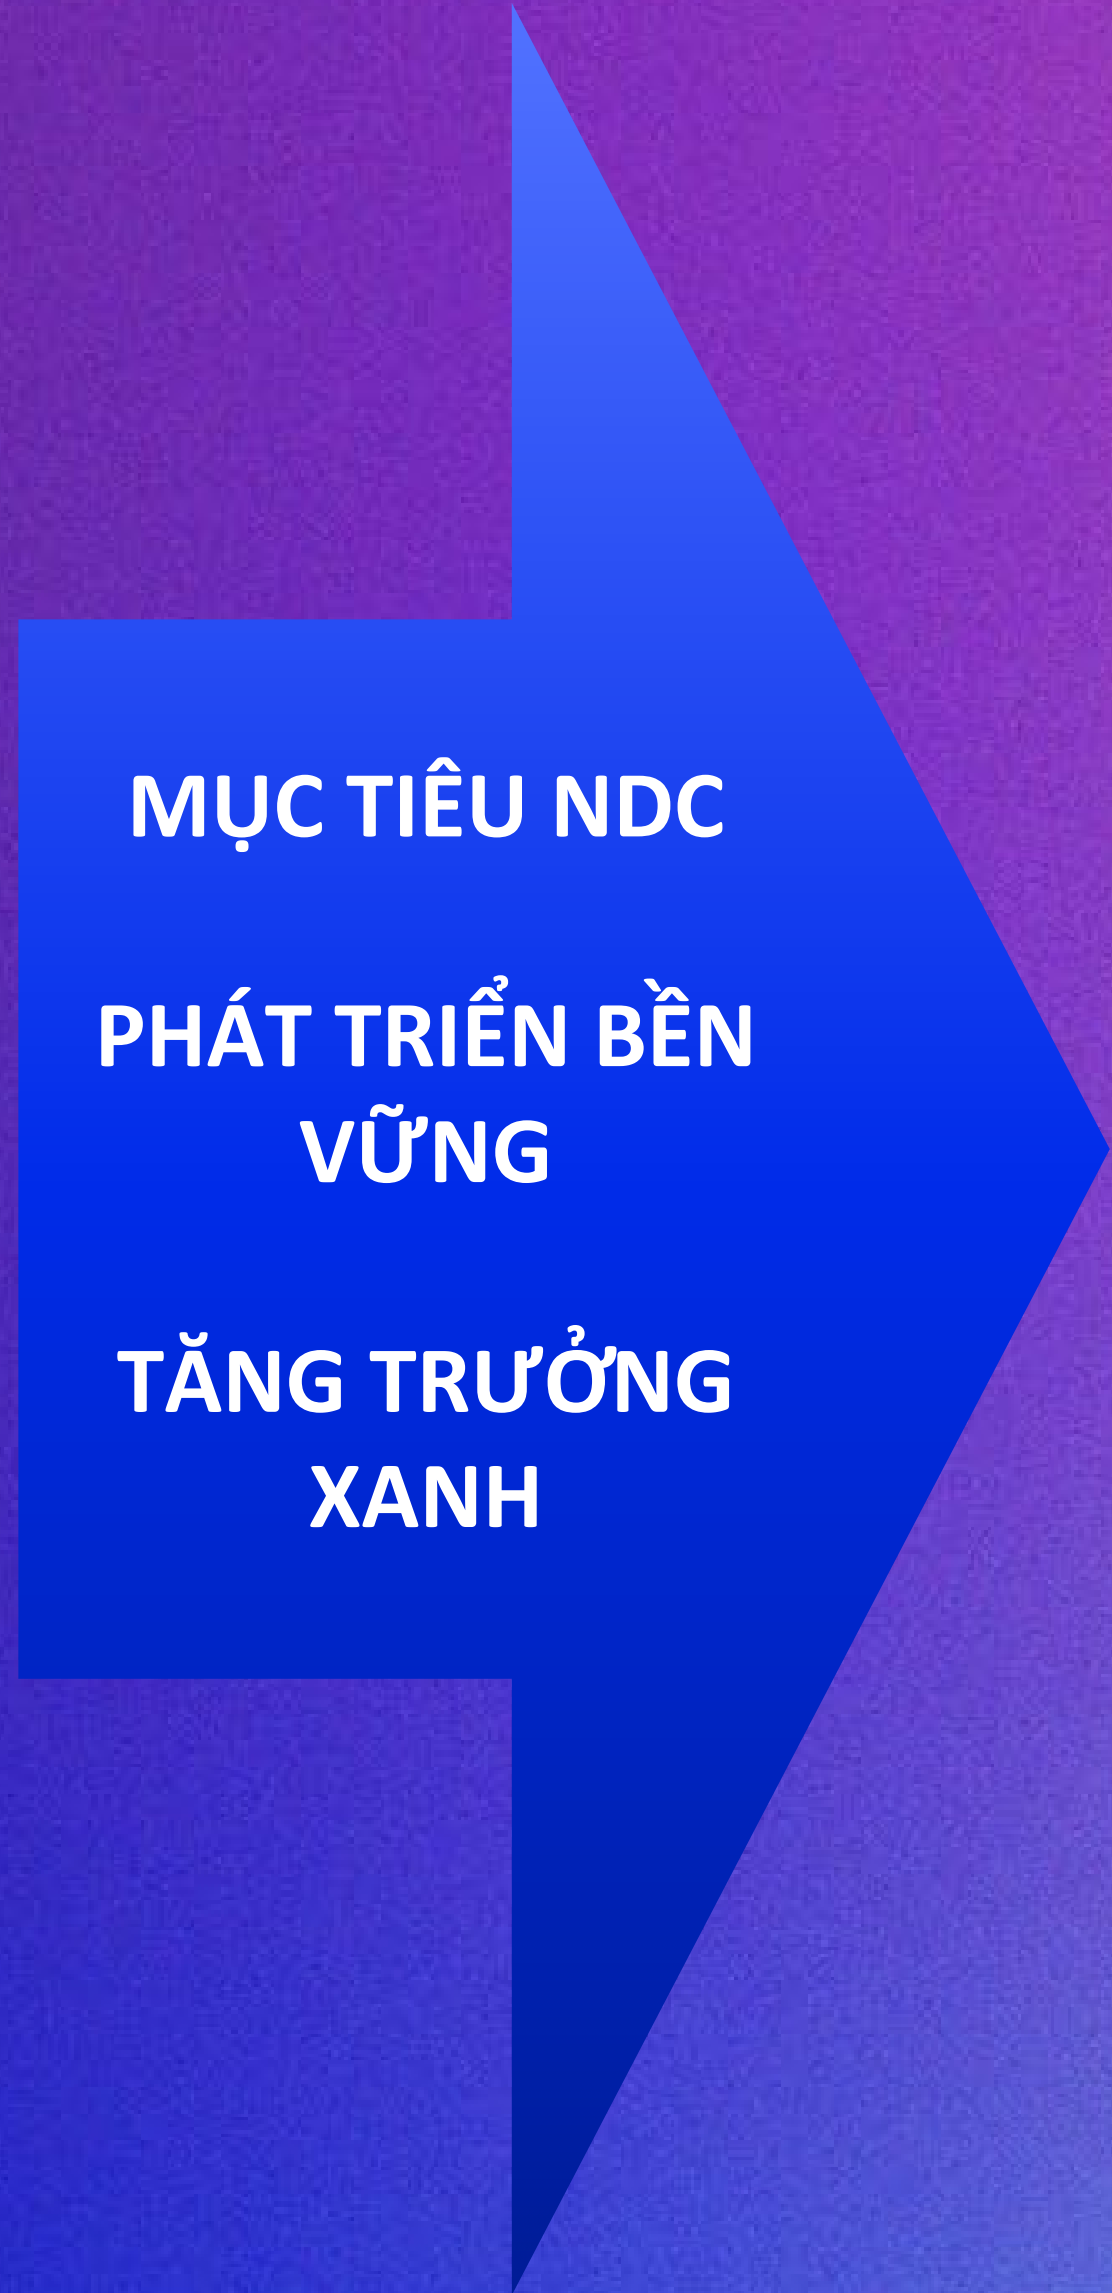 MỤC TIÊU NDC
PHÁT TRIỂN BỀN
VỮNG
TĂNG TRƯỞNG
XANH